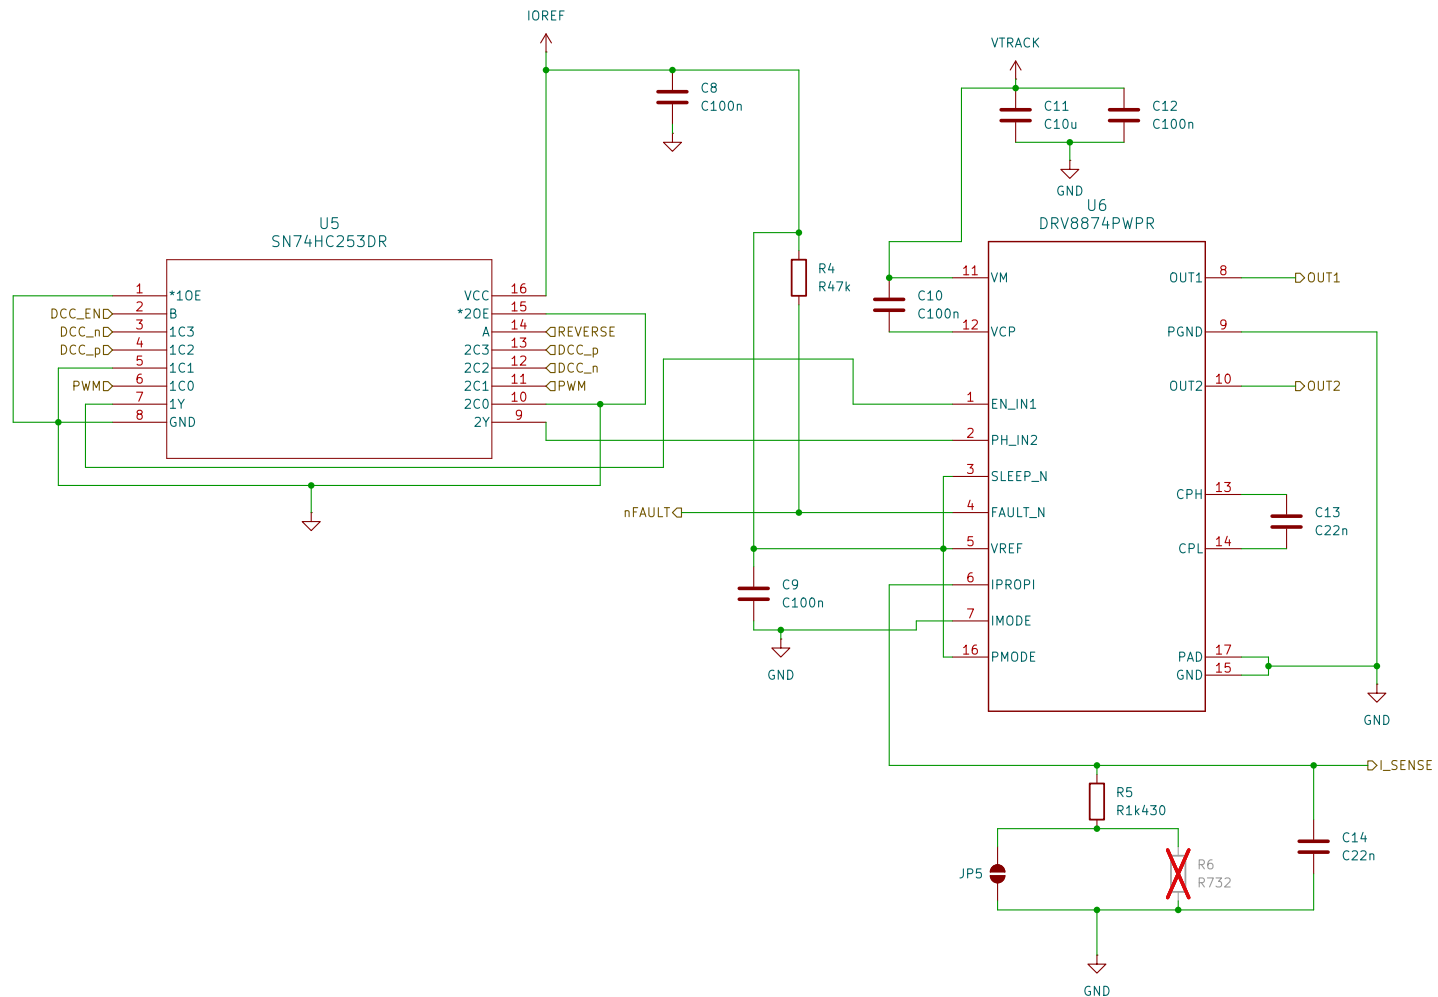 IOREF
VTRACK
C8
C100n
C11
C10u
C12
C100n
GND
U5
SN74HC253DR
U6
DRV8874PWPR
R4
R47k
C10
C100n
1
*1OE
DCC_EN
2
B
DCC_n
3
1C3
DCC_p
4
1C2
5
1C1
PWM
6
1C0
7
1Y
8
GND
VCC
16
*2OE
15
A
14
REVERSE
2C3
13
DCC_p
2C2
12
DCC_n
2C1
11
PWM
2C0
10
2Y
9
11
VM
12
VCP
1
EN_IN1
2
PH_IN2
3
SLEEP_N
nFAULT
4
FAULT_N
5
VREF
6
IPROPI
7
IMODE
16
PMODE
OUT1
8
OUT1
PGND
9
OUT2
10
OUT2
CPH
13
CPL
14
C13
C22n
PAD
17
GND
15
GND
C9
C100n
GND
I_SENSE
R5
R1k430
JP5
R6
R732
C14
C22n
GND